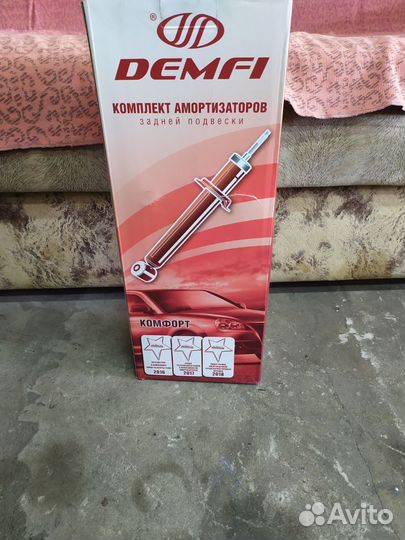 ®
DEMFI
КОМПЛЕКТ АМОРТИЗАТОРОВ
задней подвески
КОМФОРТ
2016
2017
2018
Avito